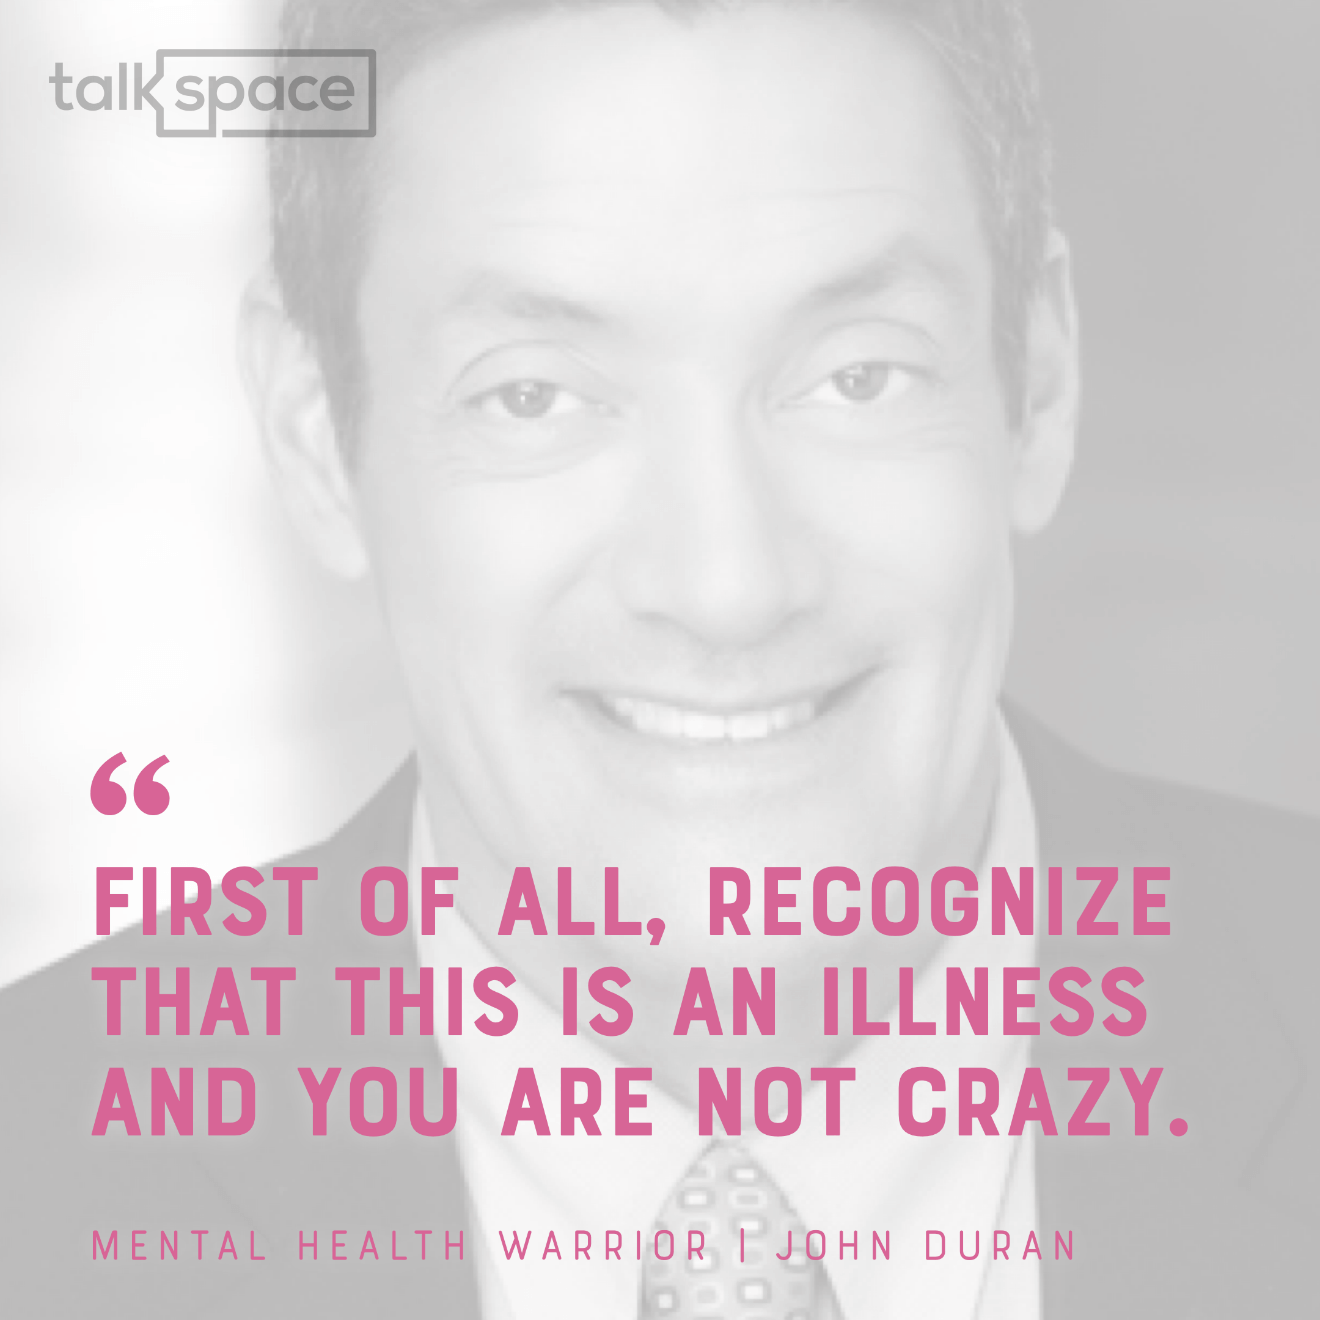 talkspace
“
FIRST OF ALL, RECOGNIZE
THAT THIS IS AN ILLNESS
AND YOU ARE NOT CRAZY.
MENTAL HEALTH WARRIOR | JOHN DURAN